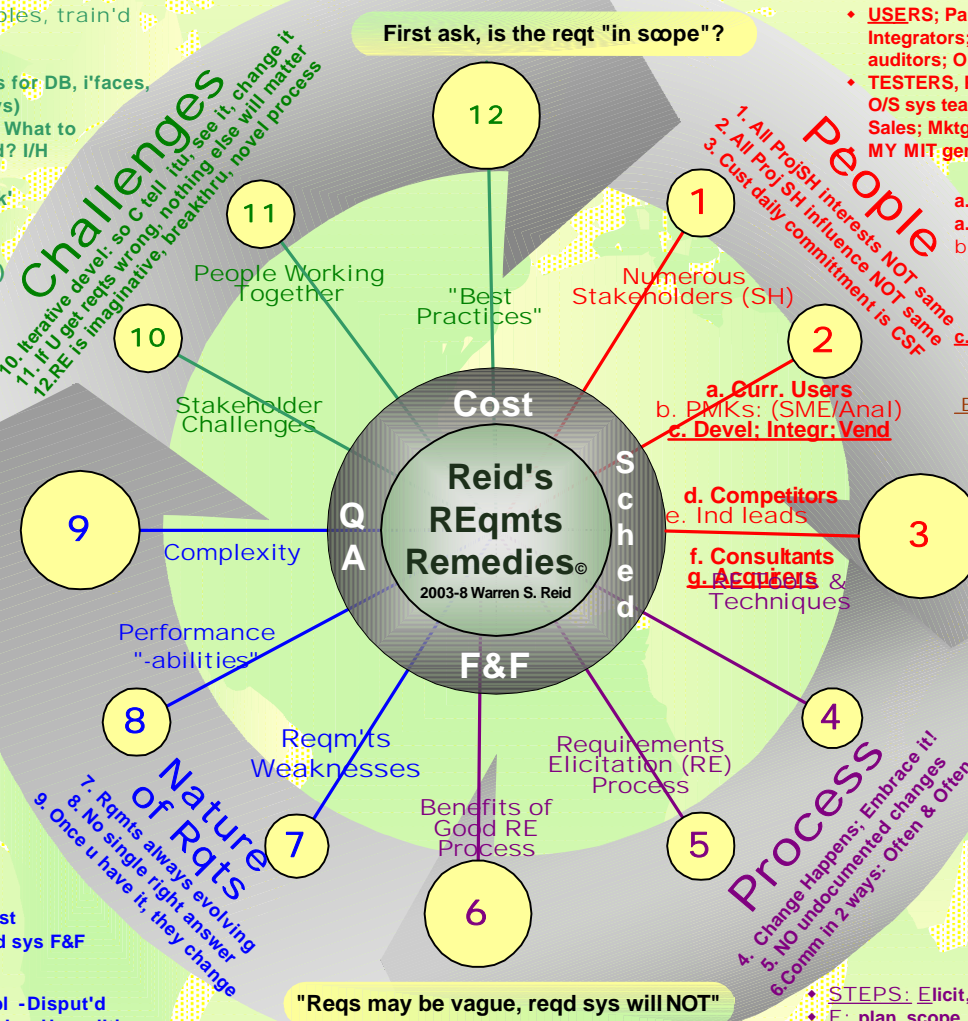 ples, train'd
s for DB, i'faces,
ys)
What to
d? I/H
k'
)
First ask, is the reqt "in scope"?
USERS; Pa
Integrators;
auditors; O
TESTERS,
O/S sys tea
Sales; Mktg
MY MIT gen
a.
a.
b
c.
E
Challenges
10. Iterative devel: so C tell itu, see it, change it
11. If U get reqts wrong, nothing else will matter
12.RE is imaginative, breakthru, novel process
People
1. All ProjSH interests NOT same
2. All Proj SH influence NOT same
3. Cust daily committment is CSF
12
11
10
9
8
7
6
5
4
3
2
1
People Working
Together
"Best
Practices"
Numerous
Stakeholders (SH)
Stakeholder
Challenges
a. Curr. Users
b. PMKs: (SME/Anal)
c. Devel; Integr; Vend
d. Competitors
e. Ind leads
f. Consultants
g. Acquirers
RE Tools &
Techniques
Complexity
Performance
"-abilities"
Reqm'ts
Weaknesses
Benefits of
Good RE
Process
Requirements
Elicitation (RE)
Process
Cost
Sched
F&F
QA
Reid's
REqmts
Remedies©
2003-8 Warren S. Reid
Nature
of Rqts
7. Rqmts always evolving
8. No single right answer
9. Once u have it, they change
Process
4. Change Happens; Embrace it!
5. NO undocumented changes
6.Comm in 2 ways: Often & Often
st
d sys F&F
ol -Disput'd
"Reqs may be vague, reqd sys will NOT"
STEPS: Elicit,
E: plan, scope